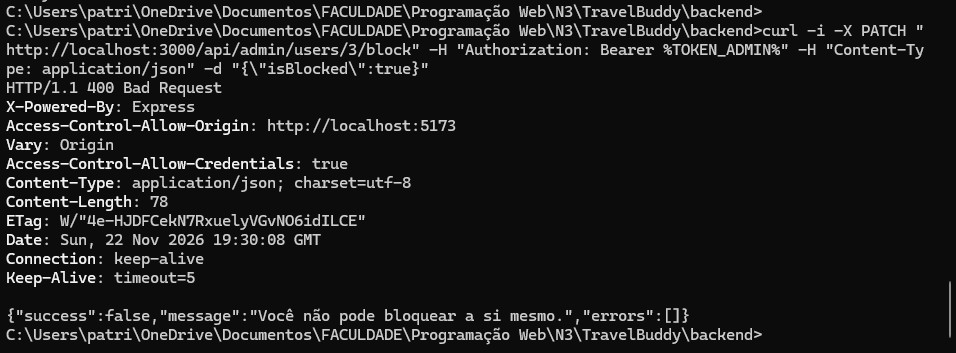 C:\Users\patri\OneDrive\Documentos\FACULDADE\Programação Web\N3\TravelBuddy\backend>
C:\Users\patri\OneDrive\Documentos\FACULDADE\Programação Web\N3\TravelBuddy\backend>curl -i -X PATCH "
http://localhost:3000/api/admin/users/3/block" -H "Authorization: Bearer %TOKEN_ADMIN%" -H "Content-Ty
pe: application/json" -d "{\"isBlocked\":true}"
HTTP/1.1 400 Bad Request
X-Powered-By: Express
Access-Control-Allow-Origin: http://localhost:5173
Vary: Origin
Access-Control-Allow-Credentials: true
Content-Type: application/json; charset=utf-8
Content-Length: 78
ETag: W/"4e-HJDFCekN7RxuelyVGvNO6idILCE"
Date: Sun, 22 Nov 2026 19:30:08 GMT
Connection: keep-alive
Keep-Alive: timeout=5

{"success":false,"message":"Você não pode bloquear a si mesmo.","errors":[]}
C:\Users\patri\OneDrive\Documentos\FACULDADE\Programação Web\N3\TravelBuddy\backend>